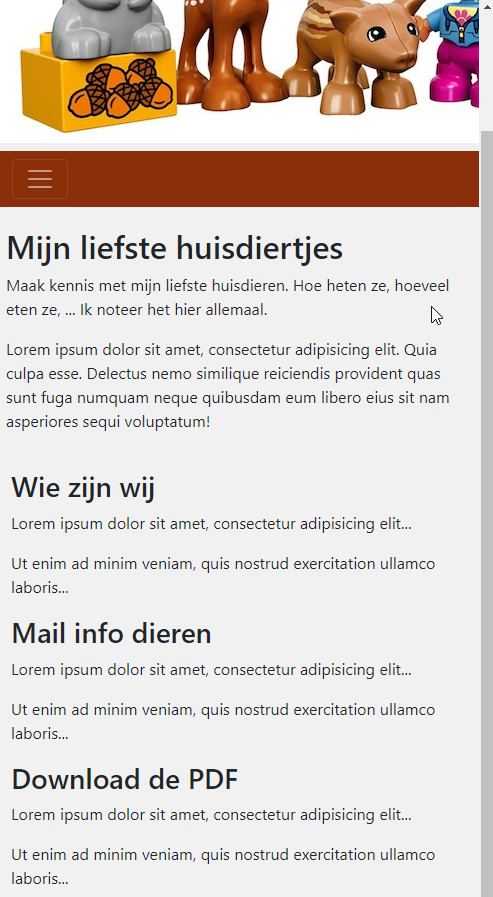 Mijn liefste huisdiertjes
Maak kennis met mijn liefste huisdieren. Hoe heten ze, hoeveel
eten ze, ... Ik noteer het hier allemaal.
Lorem ipsum dolor sit amet, consectetur adipisicing elit. Quia
culpa esse. Delectus nemo similique reiciendis provident quas
sunt fuga numquam neque quibusdam eum libero eius sit nam
asperiores sequi voluptatum!
Wie zijn wij
Lorem ipsum dolor sit amet, consectetur adipisicing elit...
Ut enim ad minim veniam, quis nostrud exercitation ullamco
laboris...
Mail info dieren
Lorem ipsum dolor sit amet, consectetur adipisicing elit...
Ut enim ad minim veniam, quis nostrud exercitation ullamco
laboris...
Download de PDF
Lorem ipsum dolor sit amet, consectetur adipisicing elit...
Ut enim ad minim veniam, quis nostrud exercitation ullamco
laboris...